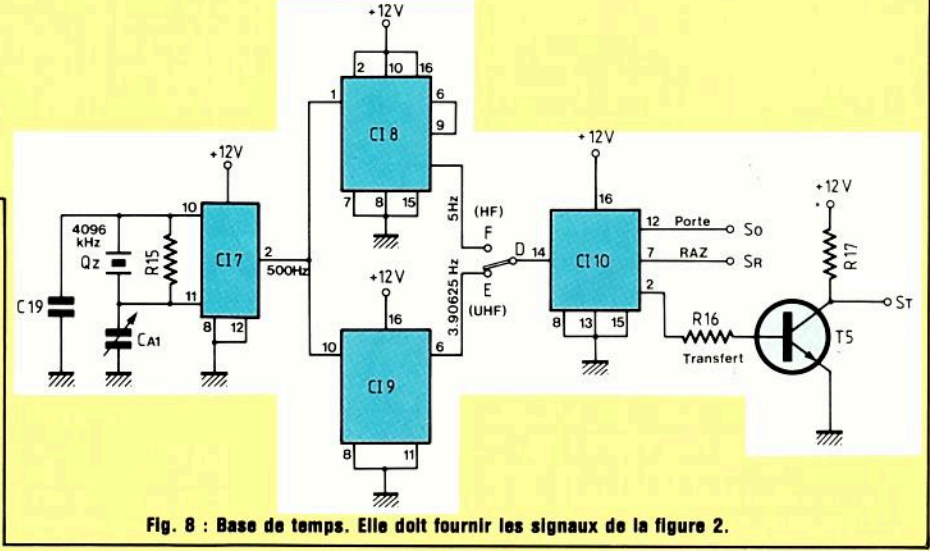 +12V
2 10 16
1
6
9
CI 8
+12V
+12V
10
4096
kHz
Qz
R15
CI 7
2
500Hz
7 8 15
5Hz
(HF)
F
D
14
16
CI 10
12 Porte So
7 RAZ SR
2
+12V
R17
C19
11
CA1
8 12
+12V
16
3.90625 Hz
E
(UHF)
8 13 15
R16
Transfert
T5
ST
10
6
CI 9
8 11
Fig. 8 : Base de temps. Elle doit fournir les signaux de la figure 2.